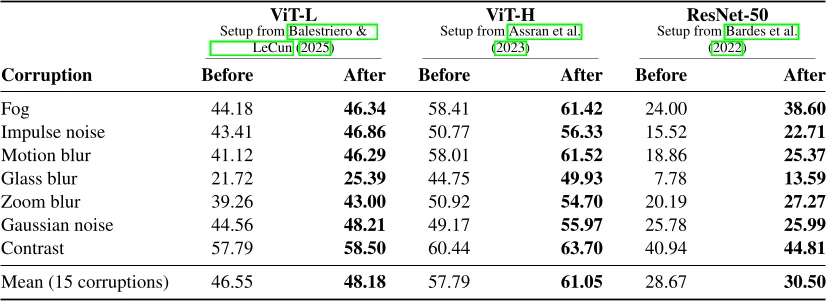 ViT-L ViT-H ResNet-50
Setup from Balestriero & Setup from Assran et al. Setup from Bardes et al.
LeCun (2025) (2023) (2022)
Corruption Before After Before After Before After
Fog 44.18 46.34 58.41 61.42 24.00 38.60
Impulse noise 43.41 46.86 50.77 56.33 15.52 22.71
Motion blur 41.12 46.29 58.01 61.52 18.86 25.37
Glass blur 21.72 25.39 44.75 49.93 7.78 13.59
Zoom blur 39.26 43.00 50.92 54.70 20.19 27.27
Gaussian noise 44.56 48.21 49.17 55.97 25.78 25.99
Contrast 57.79 58.50 60.44 63.70 40.94 44.81
Mean (15 corruptions) 46.55 48.18 57.79 61.05 28.67 30.50